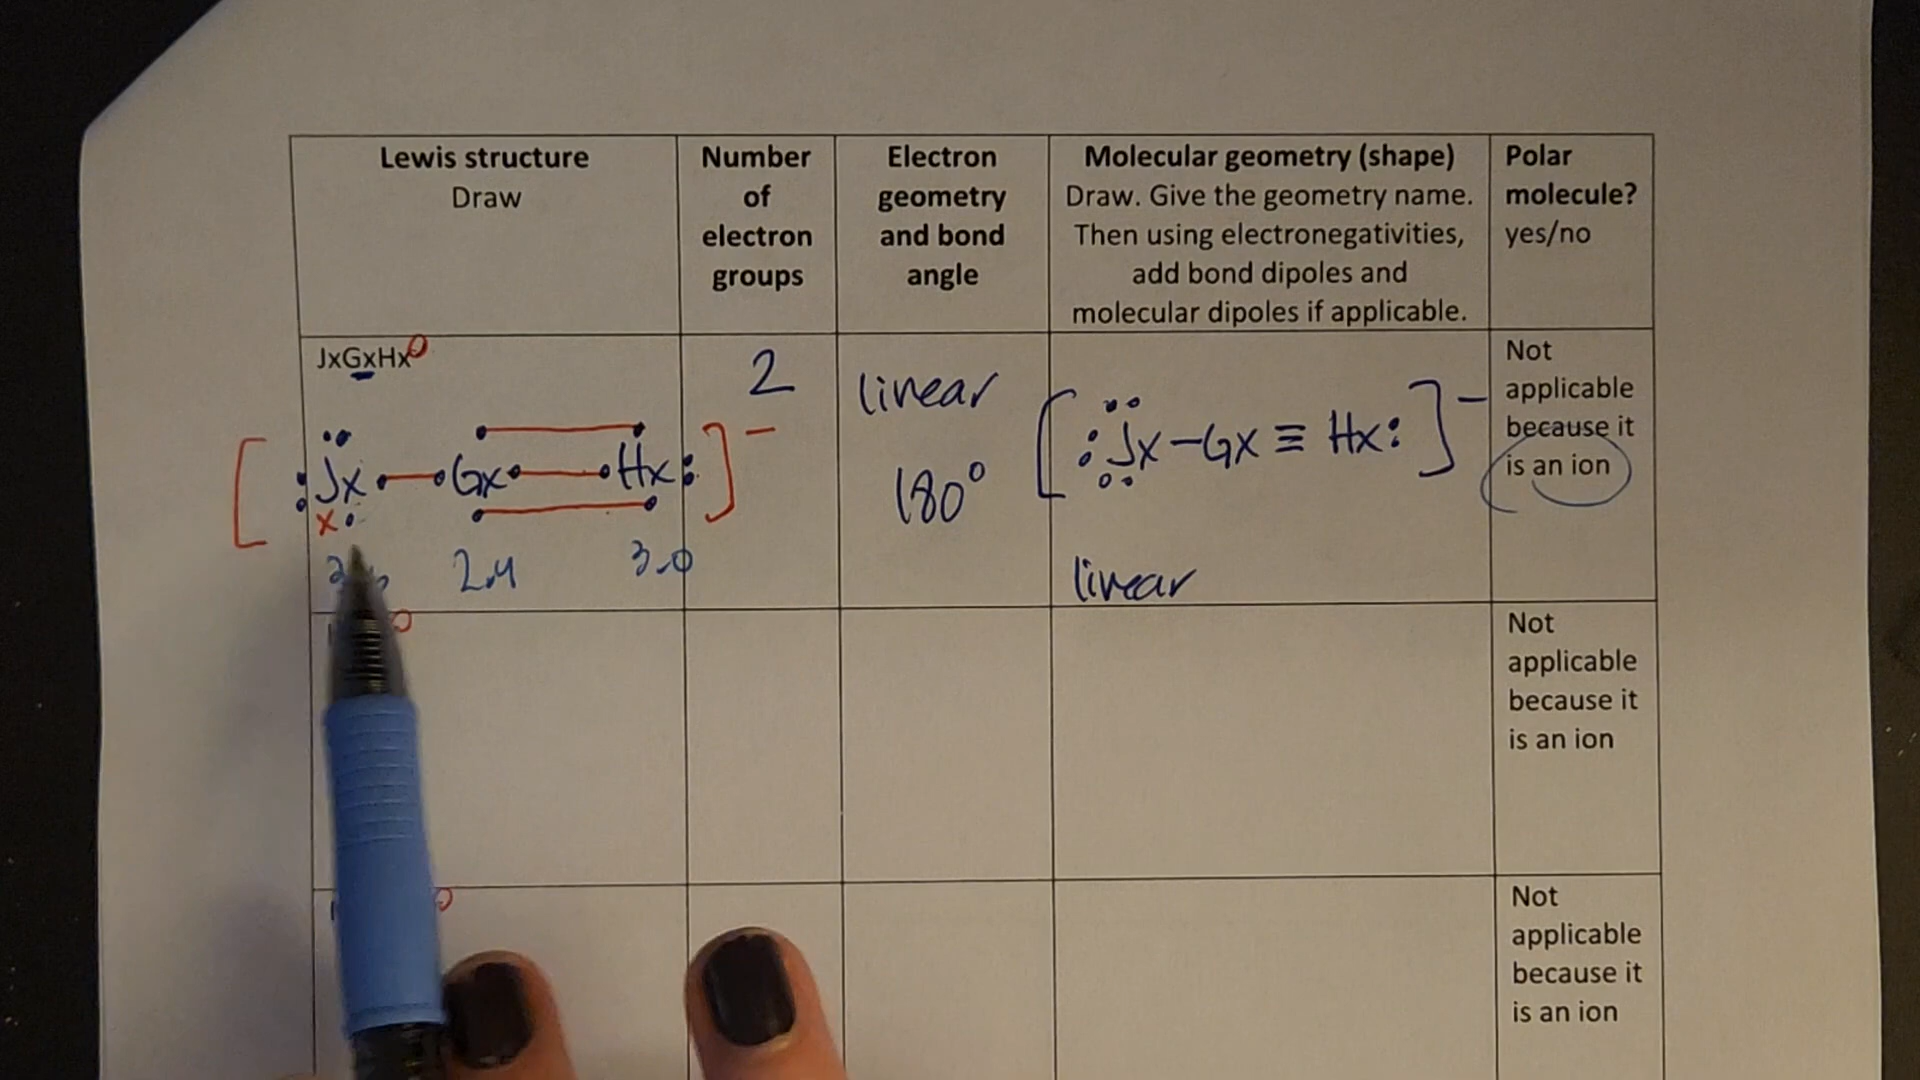 Lewis structure
Draw
Number
of
electron
groups
Electron
geometry
and bond
angle
Molecular geometry (shape)
Draw. Give the geometry name.
Then using electronegativities,
add bond dipoles and
molecular dipoles if applicable.
Polar
molecule?
yes/no
JxGxHx
[ Jx Gx Hx ] −
2.4 3.0
2
linear
180°
[ :Jx−Gx≡Hx: ] −
linear
Not
applicable
because it
is an ion
Not
applicable
because it
is an ion
Not
applicable
because it
is an ion